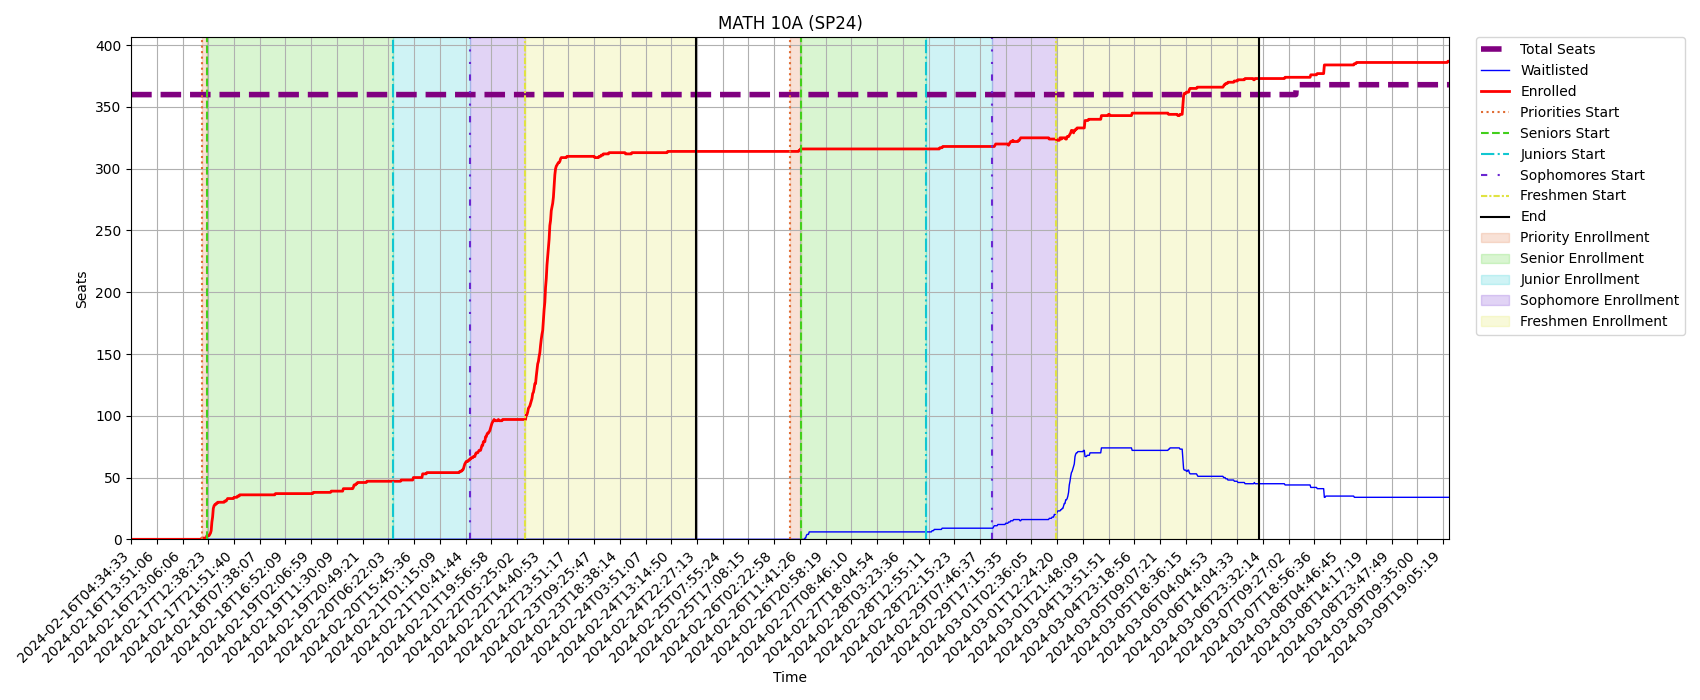 MATH 10A (SP24)
Seats
400
350
300
250
200
150
100
50
0
2024-02-16T04:34:33
2024-02-16T13:51:06
2024-02-16T23:06:06
2024-02-17T12:38:23
2024-02-17T21:51:40
2024-02-18T07:38:07
2024-02-18T16:52:09
2024-02-19T02:06:59
2024-02-19T11:30:09
2024-02-19T20:49:21
2024-02-20T06:22:03
2024-02-20T15:45:36
2024-02-21T01:15:09
2024-02-21T10:41:44
2024-02-21T19:56:58
2024-02-22T05:25:02
2024-02-22T14:40:53
2024-02-22T23:51:17
2024-02-23T09:25:47
2024-02-23T18:38:14
2024-02-24T03:51:07
2024-02-24T13:14:50
2024-02-24T22:27:13
2024-02-25T07:55:24
2024-02-25T17:08:15
2024-02-26T02:22:58
2024-02-26T11:41:26
2024-02-26T20:58:19
2024-02-27T08:46:10
2024-02-27T18:04:54
2024-02-28T03:23:36
2024-02-28T12:55:11
2024-02-28T22:15:23
2024-02-29T07:46:37
2024-02-29T17:15:35
2024-03-01T02:36:05
2024-03-01T12:24:20
2024-03-01T21:48:09
2024-03-04T13:51:51
2024-03-04T23:18:56
2024-03-05T09:07:21
2024-03-05T18:36:15
2024-03-06T04:04:53
2024-03-06T14:04:33
2024-03-06T23:32:14
2024-03-07T09:27:02
2024-03-07T18:56:36
2024-03-08T04:46:45
2024-03-08T14:17:19
2024-03-08T23:47:49
2024-03-09T09:35:00
2024-03-09T19:05:19
Time
Total Seats
Waitlisted
Enrolled
Priorities Start
Seniors Start
Juniors Start
Sophomores Start
Freshmen Start
End
Priority Enrollment
Senior Enrollment
Junior Enrollment
Sophomore Enrollment
Freshmen Enrollment